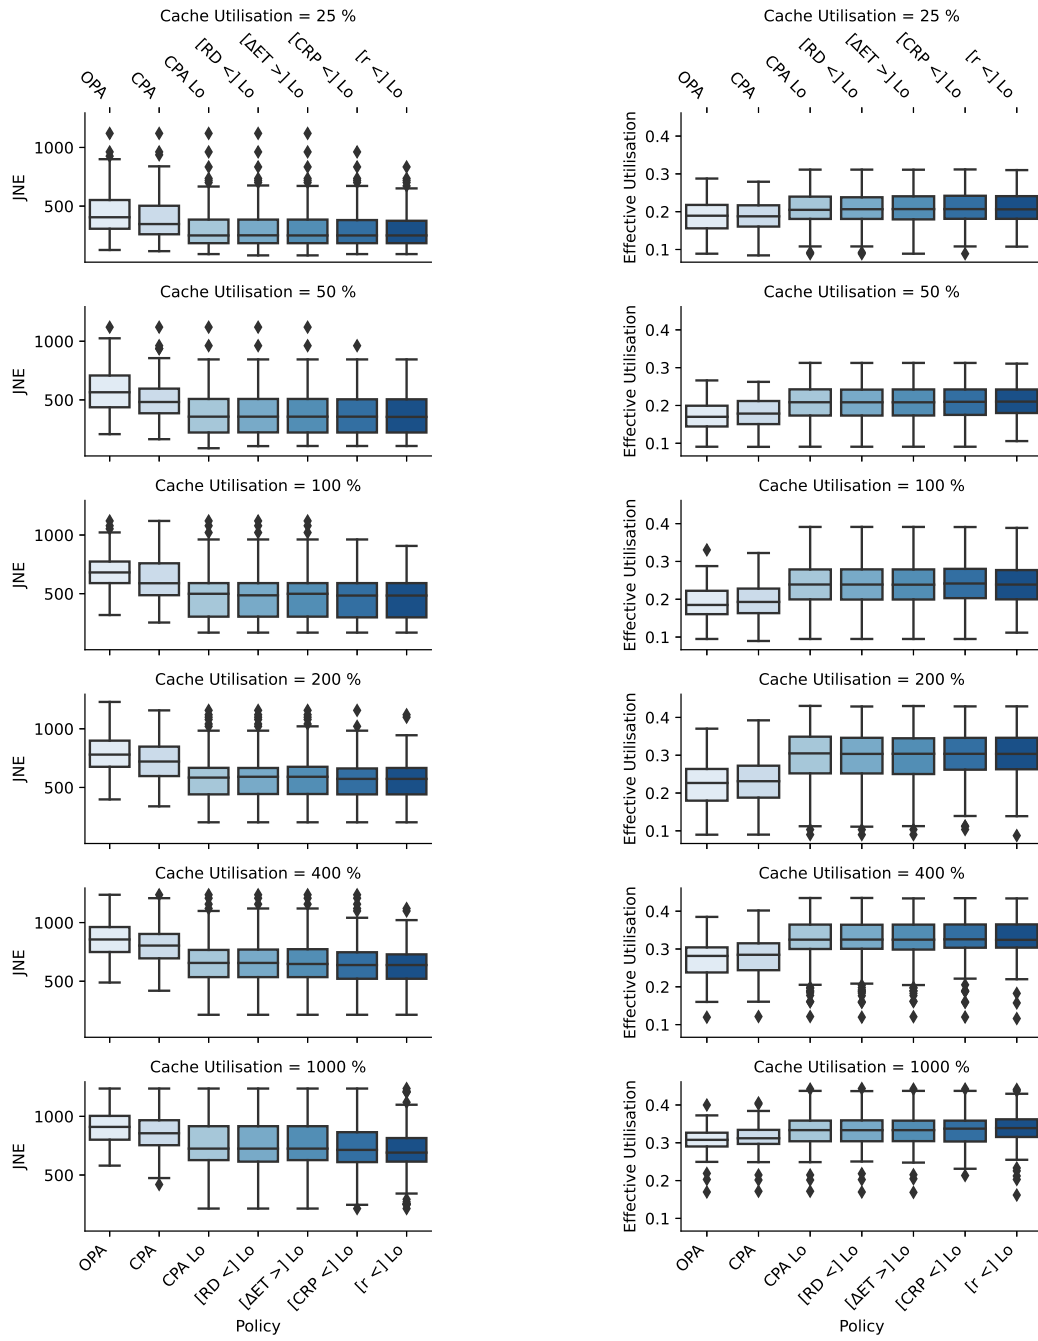 Cache Utilisation = 25 %
OPA
CPA
CPA Lo
[RD <] Lo
[ΔET >] Lo
[CRP <] Lo
[r <] Lo
1000
500
JNE
Cache Utilisation = 50 %
1000
500
JNE
Cache Utilisation = 100 %
1000
500
JNE
Cache Utilisation = 200 %
1000
500
JNE
Cache Utilisation = 400 %
1000
500
JNE
Cache Utilisation = 1000 %
1000
500
JNE
OPA
CPA
CPA Lo
[RD <] Lo
[ΔET >] Lo
[CRP <] Lo
[r <] Lo
Policy
Cache Utilisation = 25 %
OPA
CPA
CPA Lo
[RD <] Lo
[ΔET >] Lo
[CRP <] Lo
[r <] Lo
0.4
0.3
0.2
0.1
Effective Utilisation
Cache Utilisation = 50 %
0.4
0.3
0.2
0.1
Effective Utilisation
Cache Utilisation = 100 %
0.4
0.3
0.2
0.1
Effective Utilisation
Cache Utilisation = 200 %
0.4
0.3
0.2
0.1
Effective Utilisation
Cache Utilisation = 400 %
0.4
0.3
0.2
0.1
Effective Utilisation
Cache Utilisation = 1000 %
0.4
0.3
0.2
0.1
Effective Utilisation
OPA
CPA
CPA Lo
[RD <] Lo
[ΔET >] Lo
[CRP <] Lo
[r <] Lo
Policy